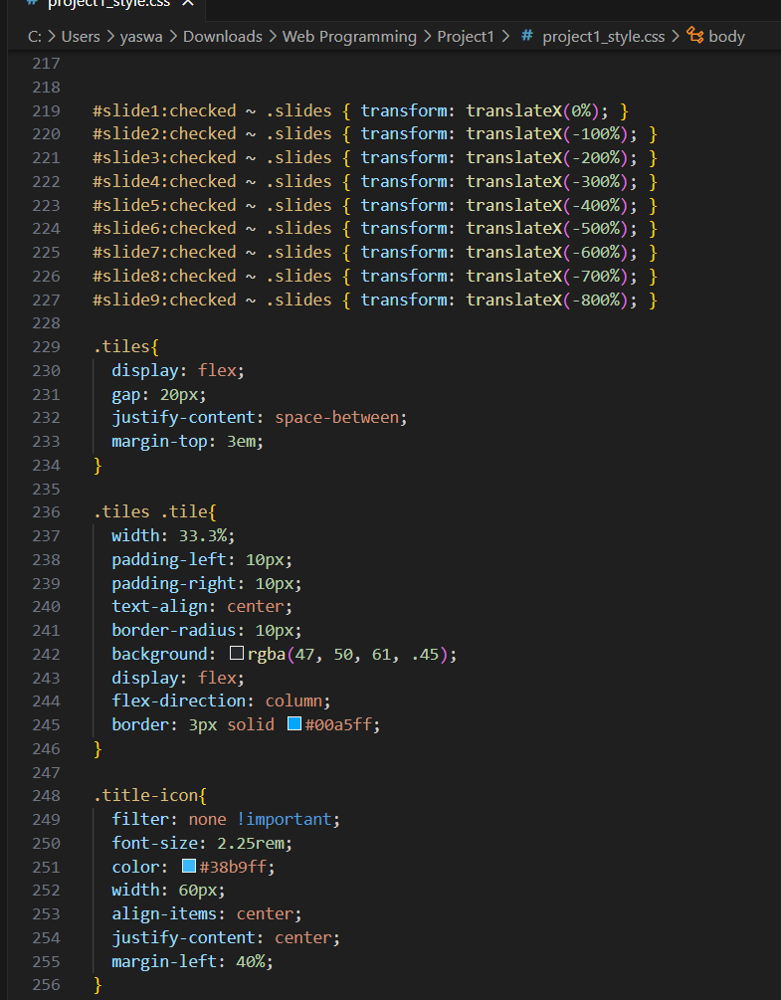 # project1_style.css ×
C: > Users > yaswa > Downloads > Web Programming > Project1 > # project1_style.css > body
217
218
219 #slide1:checked ~ .slides { transform: translateX(0%); }
220 #slide2:checked ~ .slides { transform: translateX(-100%); }
221 #slide3:checked ~ .slides { transform: translateX(-200%); }
222 #slide4:checked ~ .slides { transform: translateX(-300%); }
223 #slide5:checked ~ .slides { transform: translateX(-400%); }
224 #slide6:checked ~ .slides { transform: translateX(-500%); }
225 #slide7:checked ~ .slides { transform: translateX(-600%); }
226 #slide8:checked ~ .slides { transform: translateX(-700%); }
227 #slide9:checked ~ .slides { transform: translateX(-800%); }
228
229 .tiles{
230   display: flex;
231   gap: 20px;
232   justify-content: space-between;
233   margin-top: 3em;
234 }
235
236 .tiles .tile{
237   width: 33.3%;
238   padding-left: 10px;
239   padding-right: 10px;
240   text-align: center;
241   border-radius: 10px;
242   background: rgba(47, 50, 61, .45);
243   display: flex;
244   flex-direction: column;
245   border: 3px solid #00a5ff;
246 }
247
248 .title-icon{
249   filter: none !important;
250   font-size: 2.25rem;
251   color: #38b9ff;
252   width: 60px;
253   align-items: center;
254   justify-content: center;
255   margin-left: 40%;
256 }